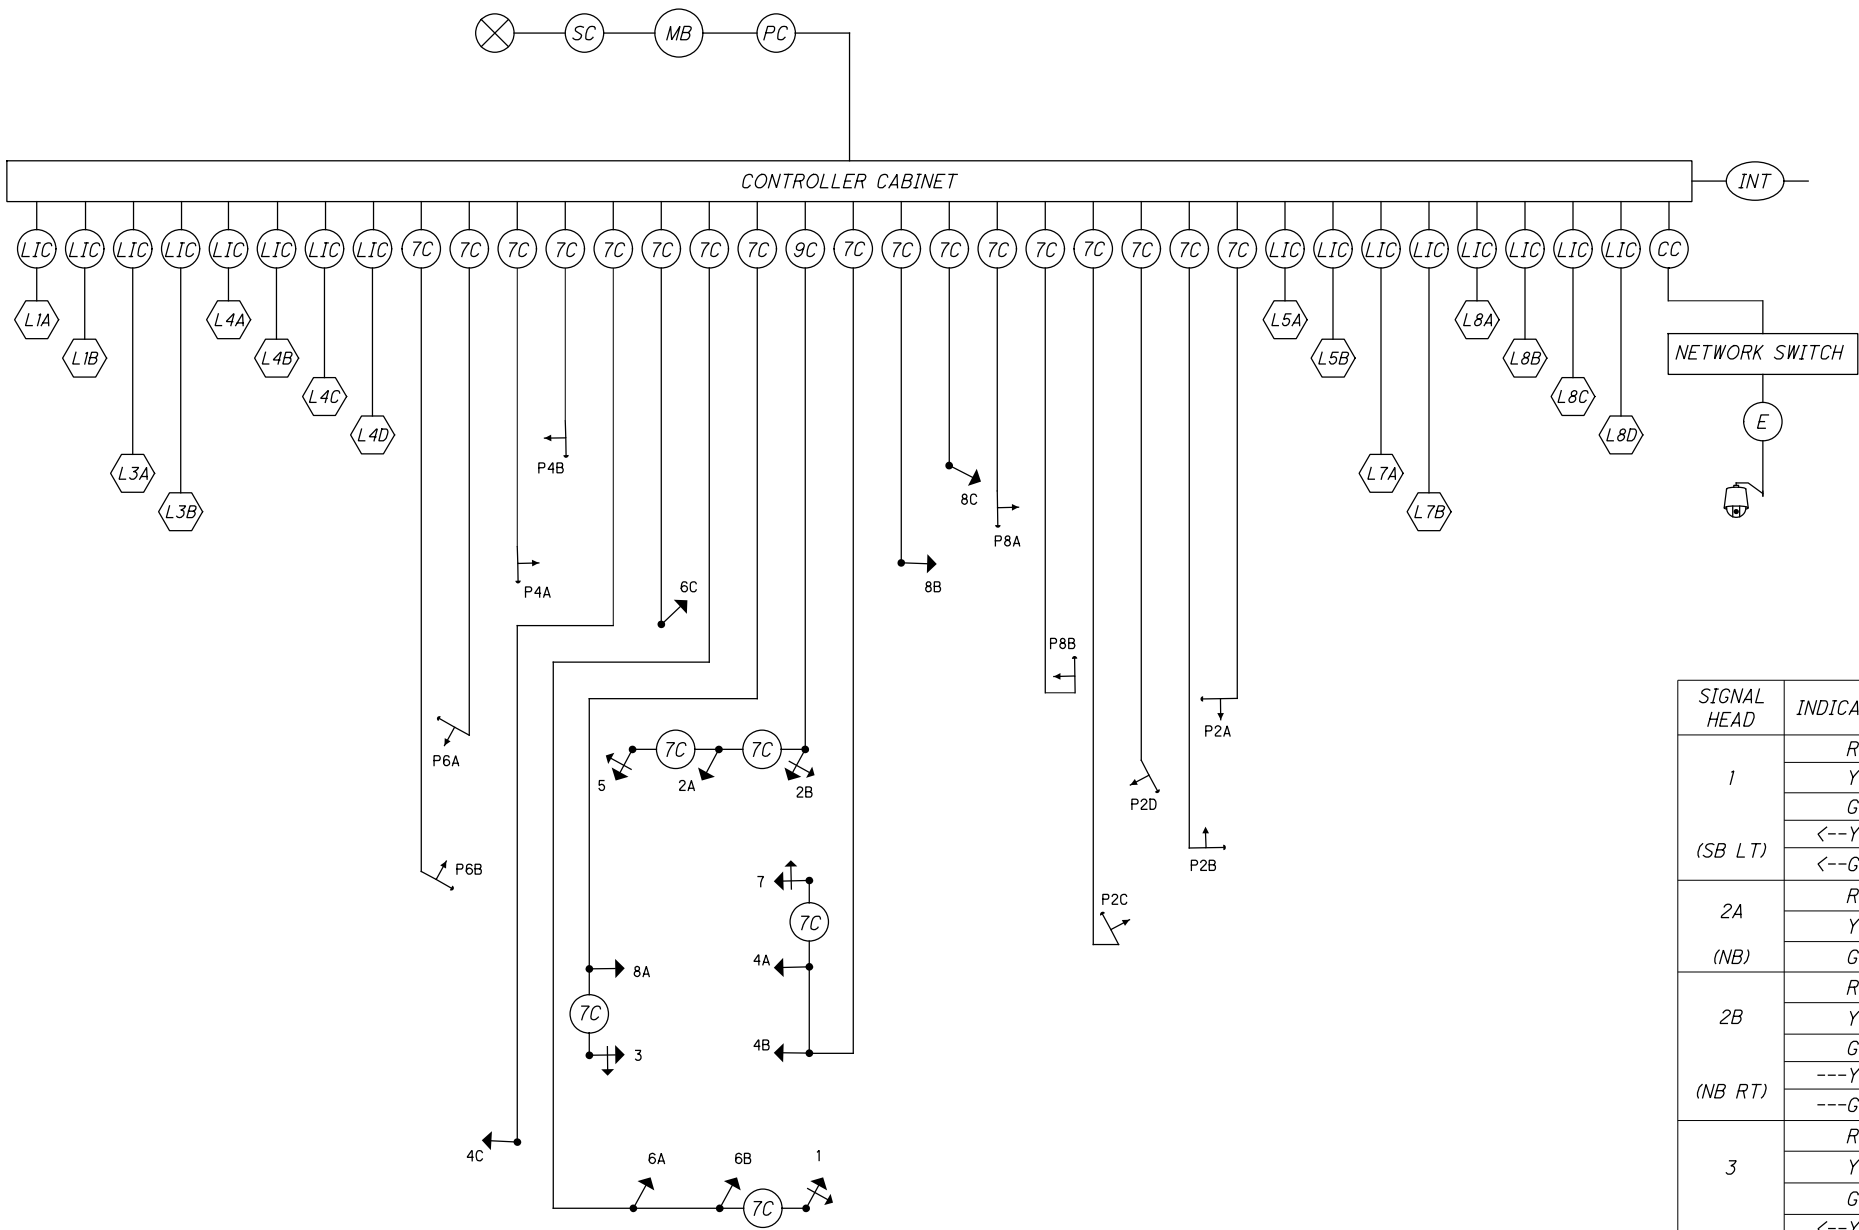 SC MB PC
CONTROLLER CABINET INT
LIC LIC LIC LIC LIC LIC LIC LIC 7C 7C 7C 7C 7C 7C 7C 7C 9C 7C 7C 7C 7C 7C 7C 7C 7C 7C LIC LIC LIC LIC LIC LIC LIC LIC CC
L1A L4A L5A L8A
L1B L4B L5B L8B NETWORK SWITCH
L4C L8C
L4D L8D E
L3A P4B L7A
L3B 8C L7B
P8A
P4A 6C 8B
P8B
P6A P2A
7C 7C
5 2A 2B P2D
P6B P2B
7 P2C
7C
4A
8A
7C
4B
3
4C
6A 6B 1
7C
SIGNAL
HEAD
INDICA
1
(SB LT)
R
Y
G
<--Y
<--G
2A
(NB)
R
Y
G
2B
(NB RT)
R
Y
G
---Y
---G
3
R
Y
G
<--Y